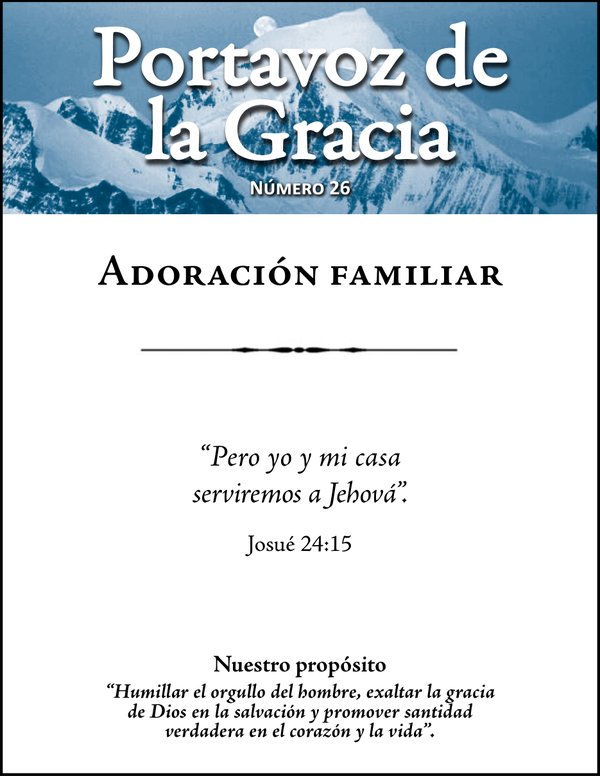 Portavoz de
la Gracia
NÚMERO 26
ADORACIÓN FAMILIAR
“Pero yo y mi casa
serviremos a Jehová”.
Josué 24:15
Nuestro propósito
“Humillar el orgullo del hombre, exaltar la gracia
de Dios en la salvación y promover santidad
verdadera en el corazón y la vida”.